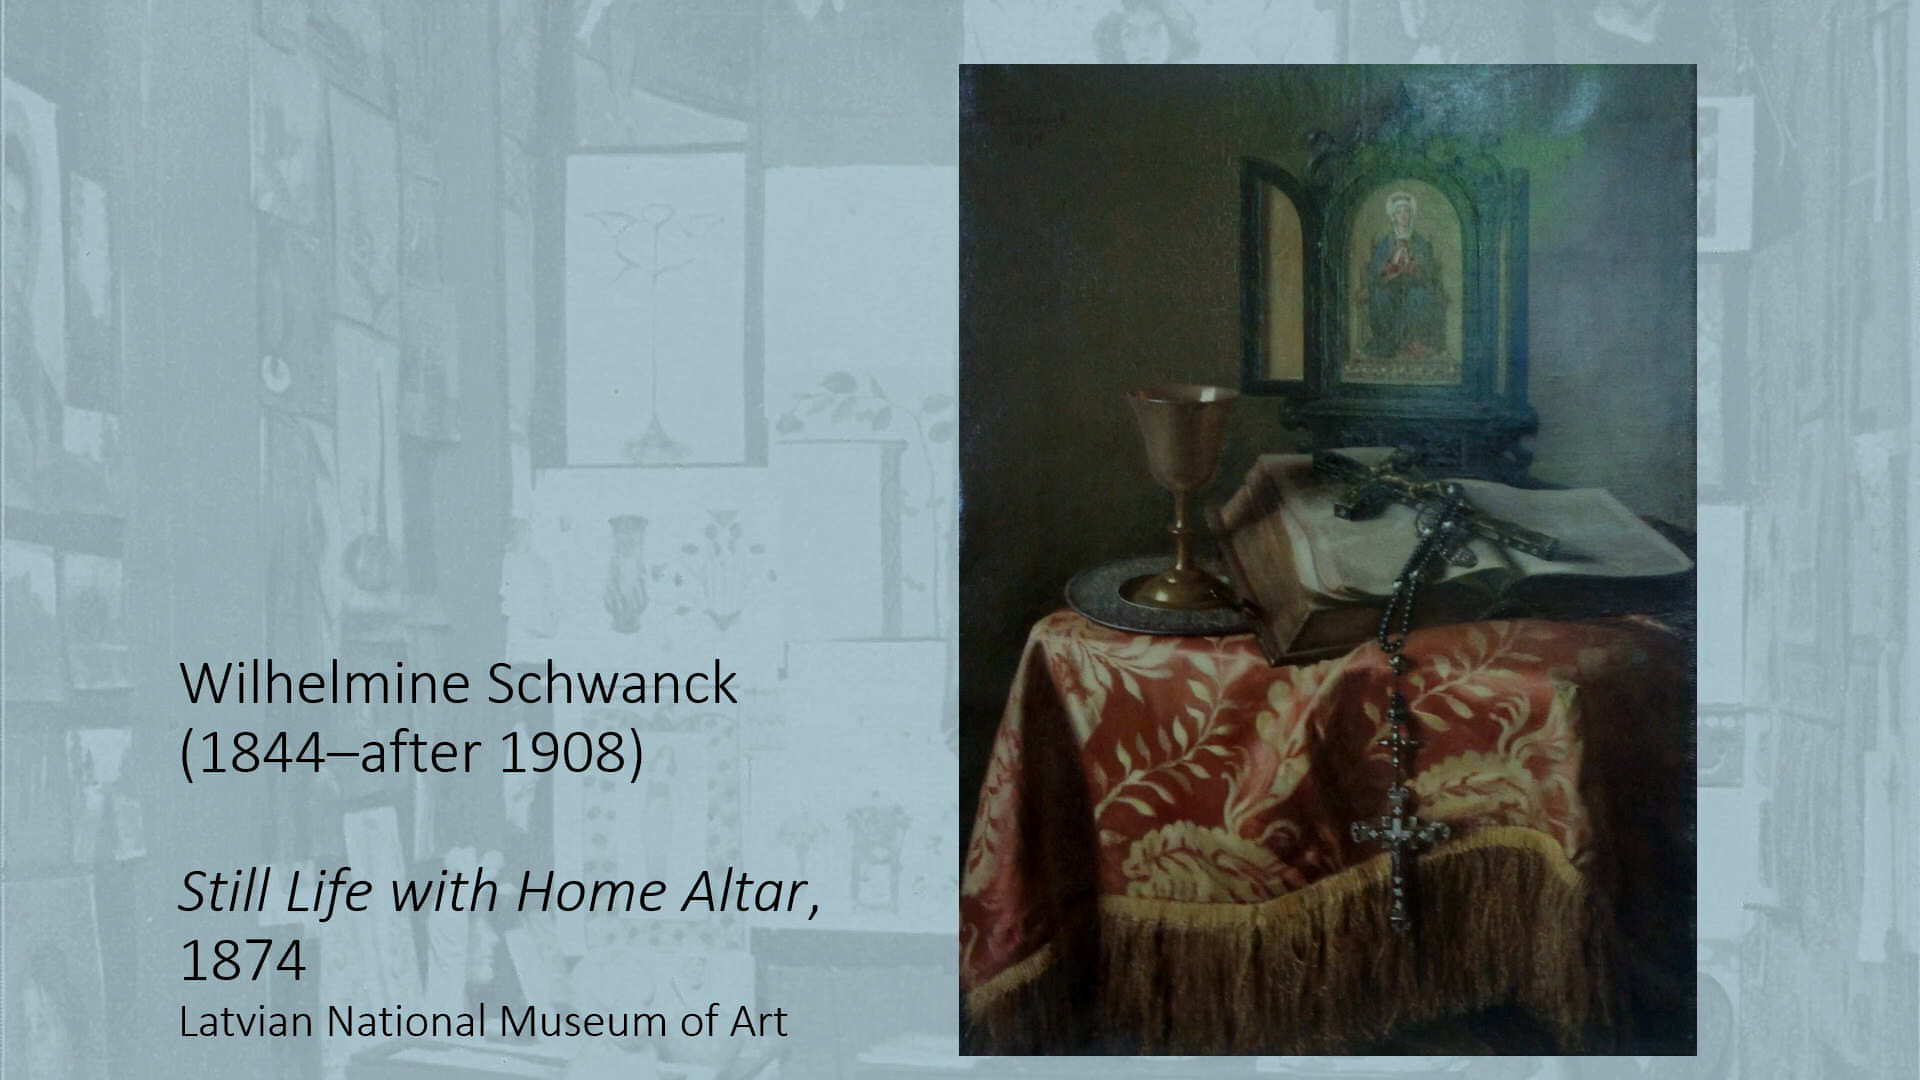 Wilhelmine Schwanck
(1844–after 1908)
Still Life with Home Altar,
1874
Latvian National Museum of Art